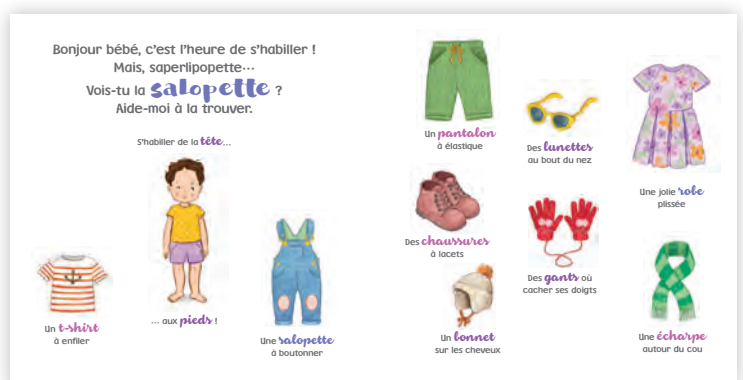 Bonjour bébé, c'est l'heure de s'habiller !
Mais, saperlipopette...
Vois-tu la salopette ?
Aide-moi à la trouver.
S'habiller de la tête...
... aux pieds !
Un t-shirt
à enfiler
Une salopette
à boutonner
Un pantalon
à élastique
Des chaussures
à lacets
Un bonnet
sur les cheveux
Des lunettes
au bout du nez
Des gants où
cacher ses doigts
Une jolie robe
plissée
Une écharpe
autour du cou